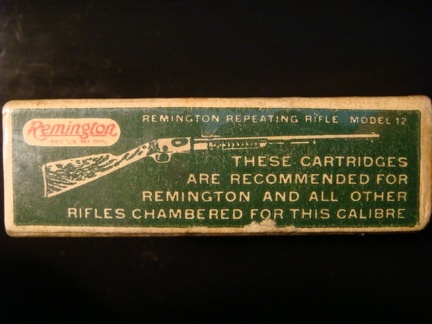 Remington
REMINGTON REPEATING RIFLE MODEL 12
THESE CARTRIDGES
ARE RECOMMENDED FOR
REMINGTON AND ALL OTHER
RIFLES CHAMBERED FOR THIS CALIBRE